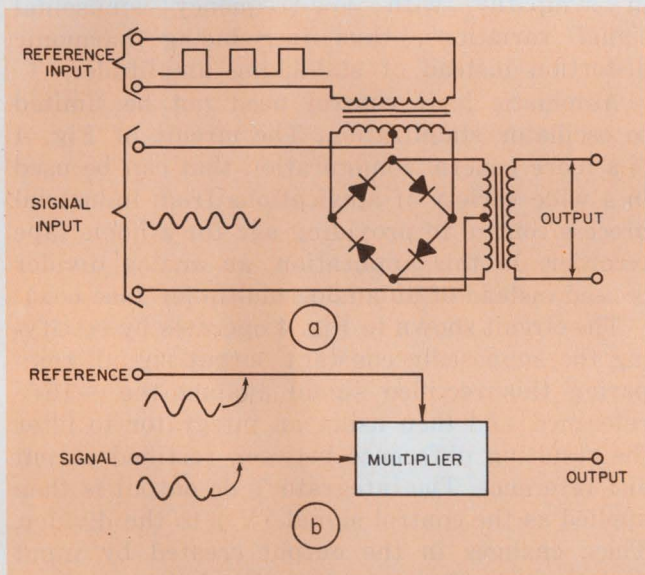 REFERENCE
INPUT
SIGNAL
INPUT
OUTPUT
a
REFERENCE
SIGNAL
MULTIPLIER
OUTPUT
b